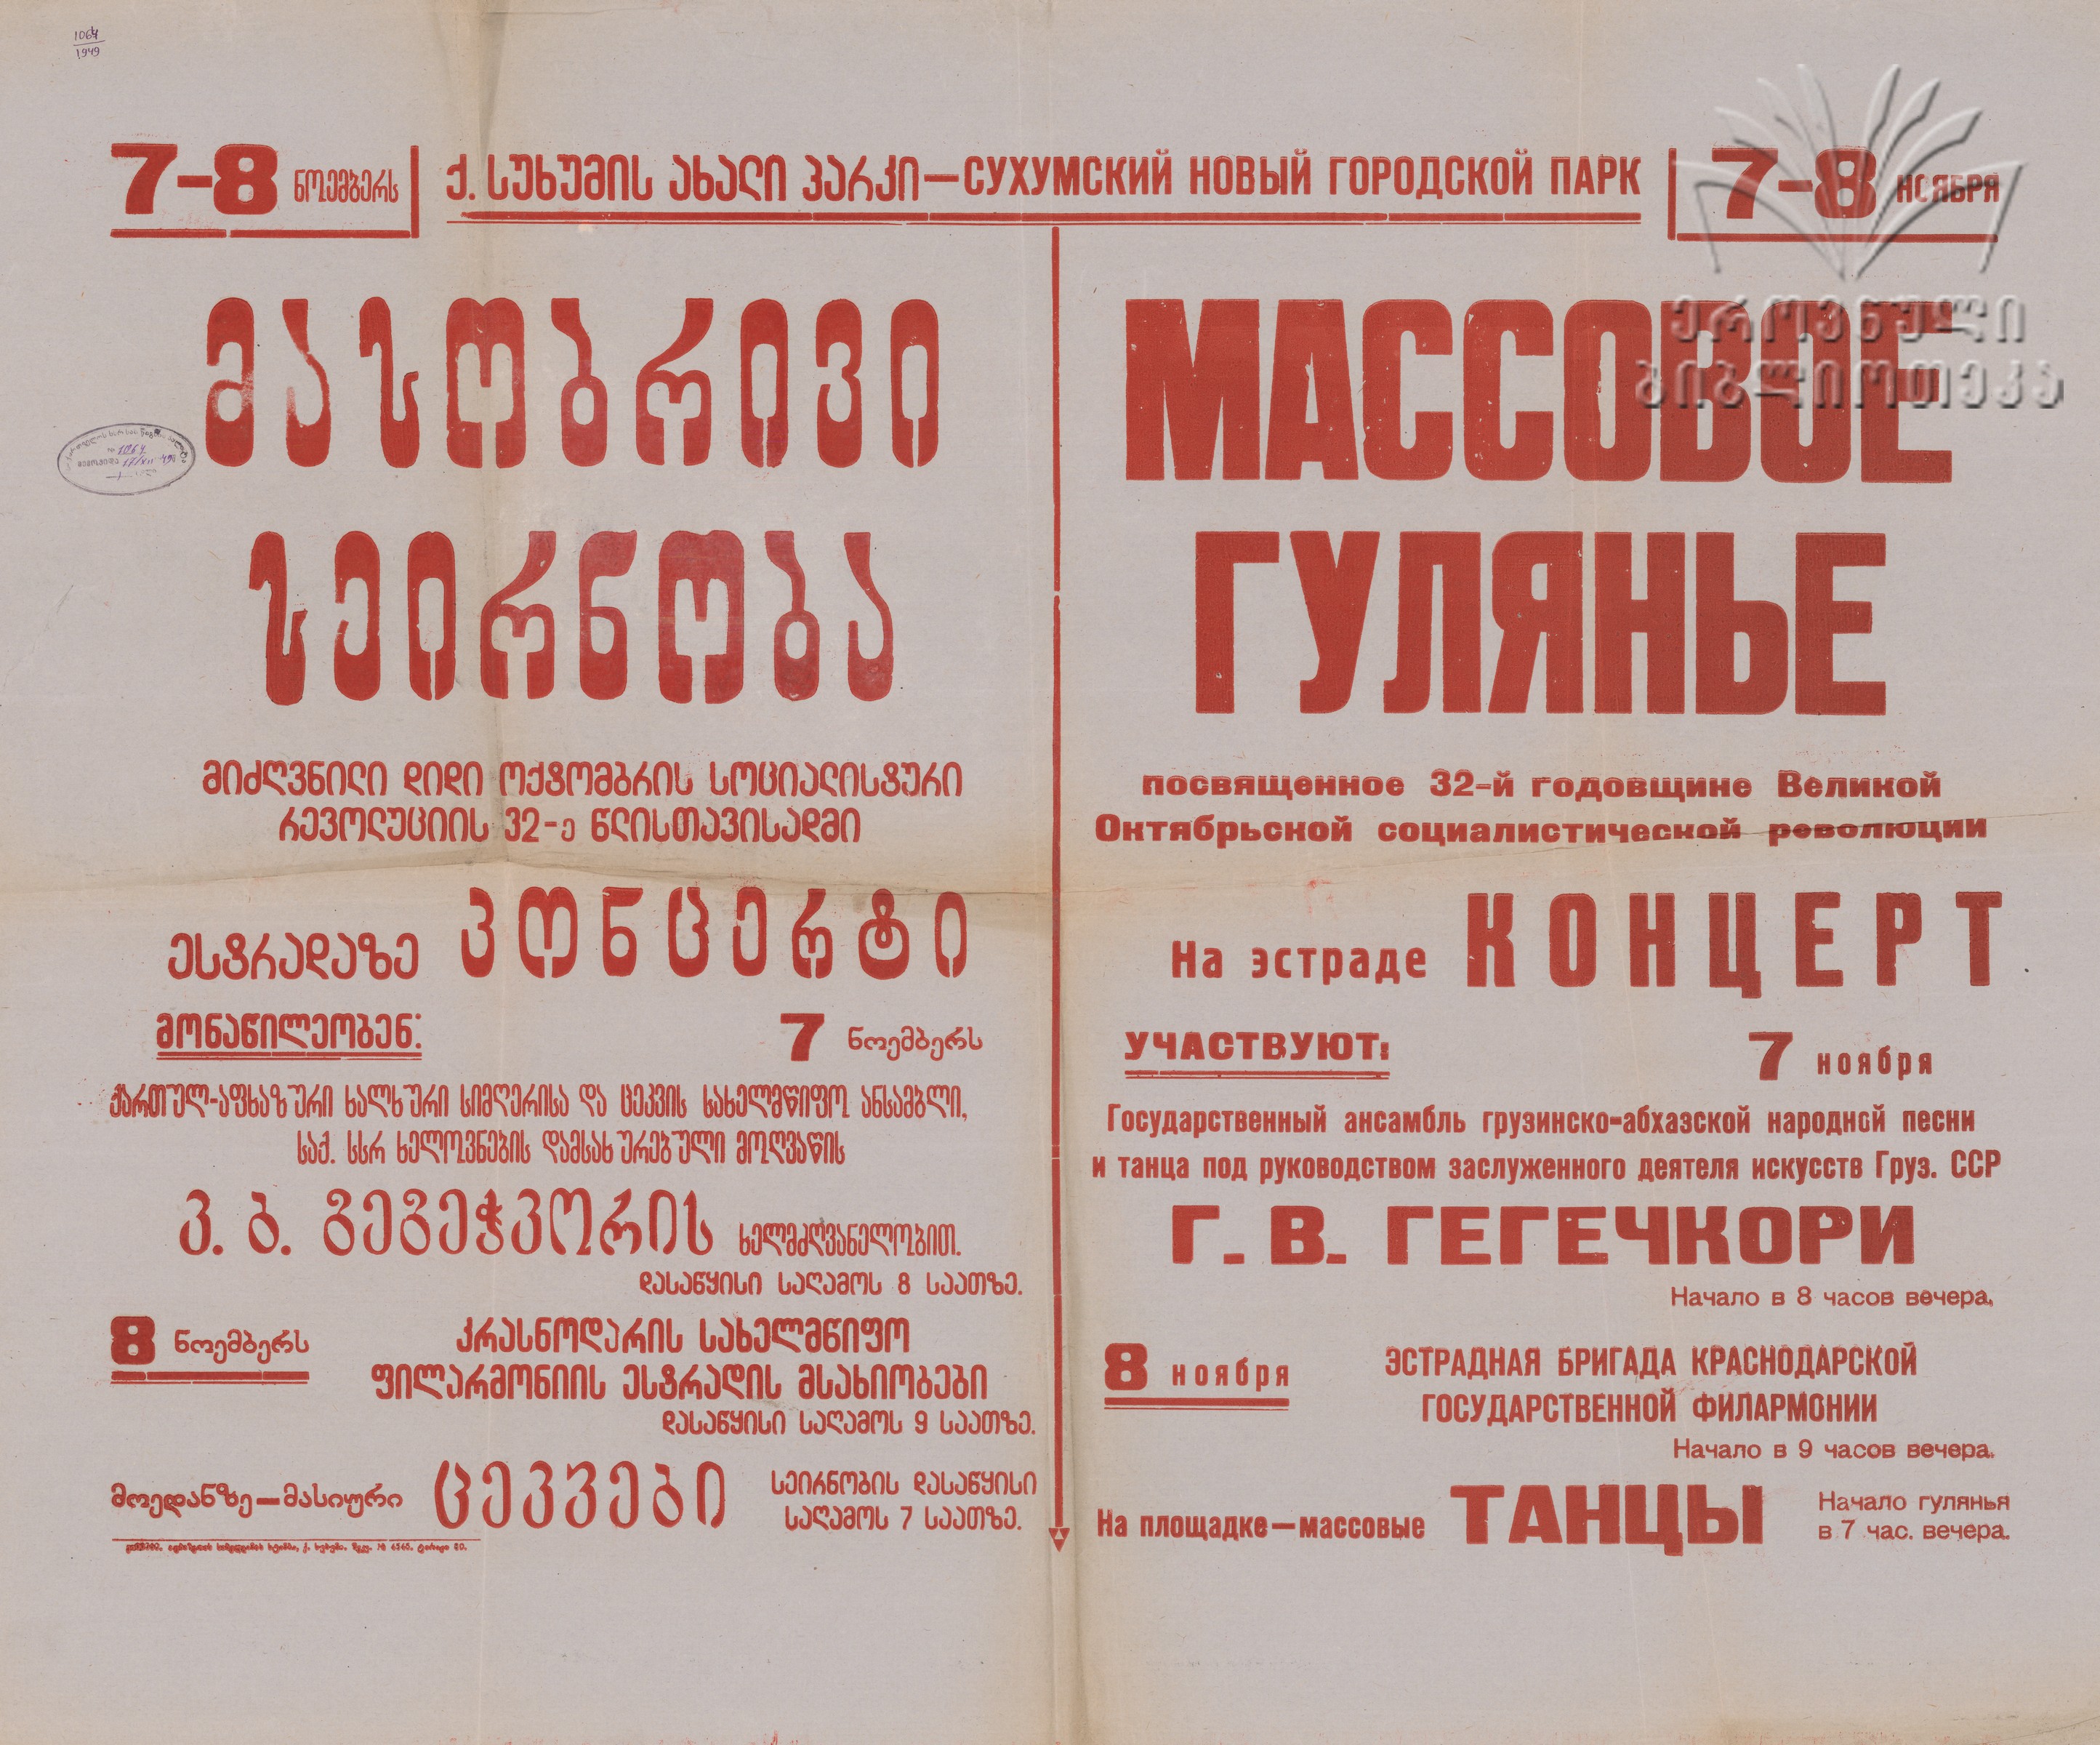 1064
1949
7-8 ნოემბერს
ქ. სუხუმის ახალი პარკი—СУХУМСКИЙ НОВЫЙ ГОРОДСКОЙ ПАРК
7-8 НОЯБРЯ
ეროვნული
ბიბლიოთეკა
მასობრივი
სეირნობა
მიძღვნილი დიდი ოქტომბრის სოციალისტური
რევოლუციის 32-ე წლისთავისადმი
ესტრადაზე კონცერტი
მონაწილეობენ:
7 ნოემბერს
ქართულ-აფხაზური ხალხური სიმღერისა და ცეკვის სახელმწიფო ანსამბლი,
საქ. სსრ ხელოვნების დამსახურებული მოღვაწის
კ. ბ. გეგეჭკორის ხელმძღვანელობით.
დასაწყისი საღამოს 8 საათზე.
8 ნოემბერს
კრასნოდარის სახელმწიფო
ფილარმონიის ესტრადის მსახიობები
დასაწყისი საღამოს 9 საათზე.
მოედანზე—მასიური ცეკვები
სეირნობის დასაწყისი
საღამოს 7 საათზე.
МАССОВОЕ
ГУЛЯНЬЕ
посвященное 32-й годовщине Великой
Октябрьской социалистической революции
На эстраде КОНЦЕРТ
УЧАСТВУЮТ:
7 ноября
Государственный ансамбль грузинско-абхазской народной песни
и танца под руководством заслуженного деятеля искусств Груз. ССР
Г. В. ГЕГЕЧКОРИ
Начало в 8 часов вечера.
8 ноября
ЭСТРАДНАЯ БРИГАДА КРАСНОДАРСКОЙ
ГОСУДАРСТВЕННОЙ ФИЛАРМОНИИ
Начало в 9 часов вечера.
На площадке—массовые ТАНЦЫ
Начало гулянья
в 7 час. вечера.